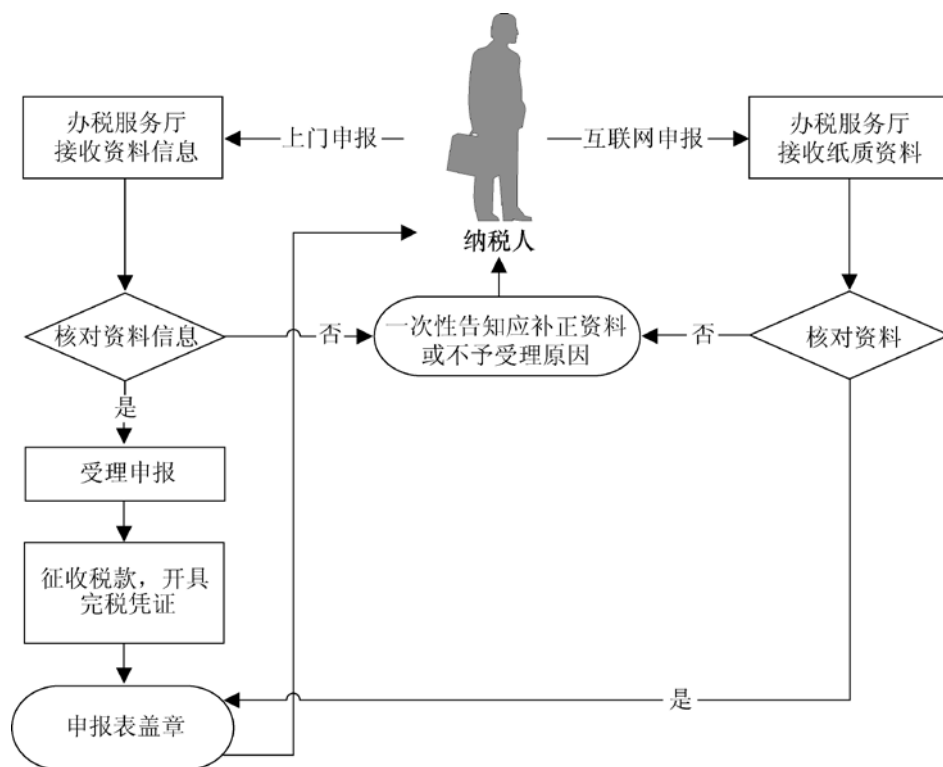 办税服务厅
接收资料信息
上门申报
互联网申报
办税服务厅
接收纸质资料
纳税人
核对资料信息
否
一次性告知应补正资料
或不予受理原因
否
核对资料
是
受理申报
征收税款，开具
完税凭证
是
申报表盖章